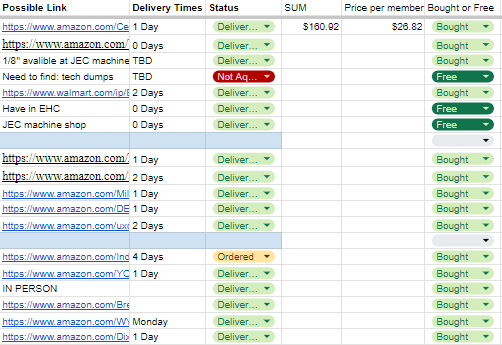 Possible Link Delivery Times Status SUM Price per member Bought or Free
https://www.amazon.com/Ce 1 Day Deliver... $160.92 $26.82 Bought
https://www.amazon.com/ 0 Days Deliver... Bought
1/8" avalible at JEC machine TBD Deliver... Bought
Need to find: tech dumps TBD Not Aq... Free
https://www.walmart.com/ip/E 2 Days Deliver... Bought
Have in EHC 0 Days Deliver... Free
JEC machine shop 0 Days Deliver... Free
https://www.amazon.com/ 1 Day Deliver... Bought
https://www.amazon.com/ 2 Days Deliver... Bought
https://www.amazon.com/Mil 1 Day Deliver... Bought
https://www.amazon.com/DE 1 Day Deliver... Bought
https://www.amazon.com/uxc 2 Days Deliver... Bought
https://www.amazon.com/Inc 4 Days Ordered Bought
https://www.amazon.com/YC 1 Day Deliver... Bought
IN PERSON Deliver... Bought
https://www.amazon.com/Bre Deliver... Bought
https://www.amazon.com/WY Monday Deliver... Bought
https://www.amazon.com/Dix 1 Day Deliver... Bought